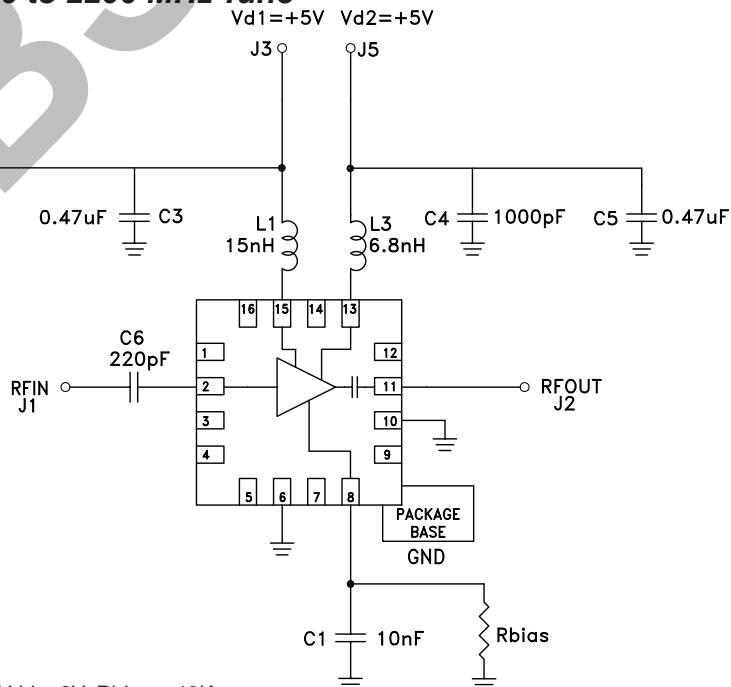 to 2200 MHz Tune
Vd1=+5V Vd2=+5V
J3 J5
0.47uF C3
L1
15nH
L3
6.8nH
C4 1000pF
C5 0.47uF
16 15 14 13
C6
220pF
1 12
RFIN
J1
2 11
RFOUT
J2
3 10
4 9
5 6 7 8
PACKAGE
BASE
GND
C1 10nF
Rbias